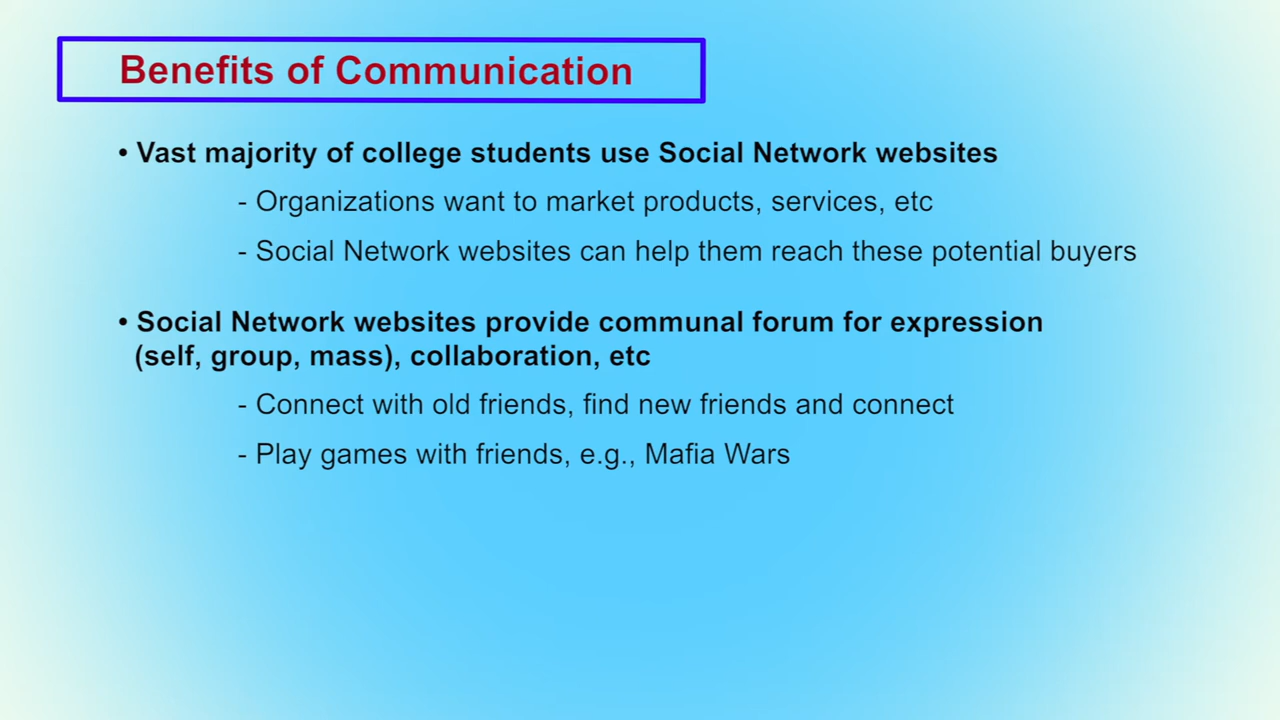 Benefits of Communication
• Vast majority of college students use Social Network websites
- Organizations want to market products, services, etc
- Social Network websites can help them reach these potential buyers
• Social Network websites provide communal forum for expression
(self, group, mass), collaboration, etc
- Connect with old friends, find new friends and connect
- Play games with friends, e.g., Mafia Wars